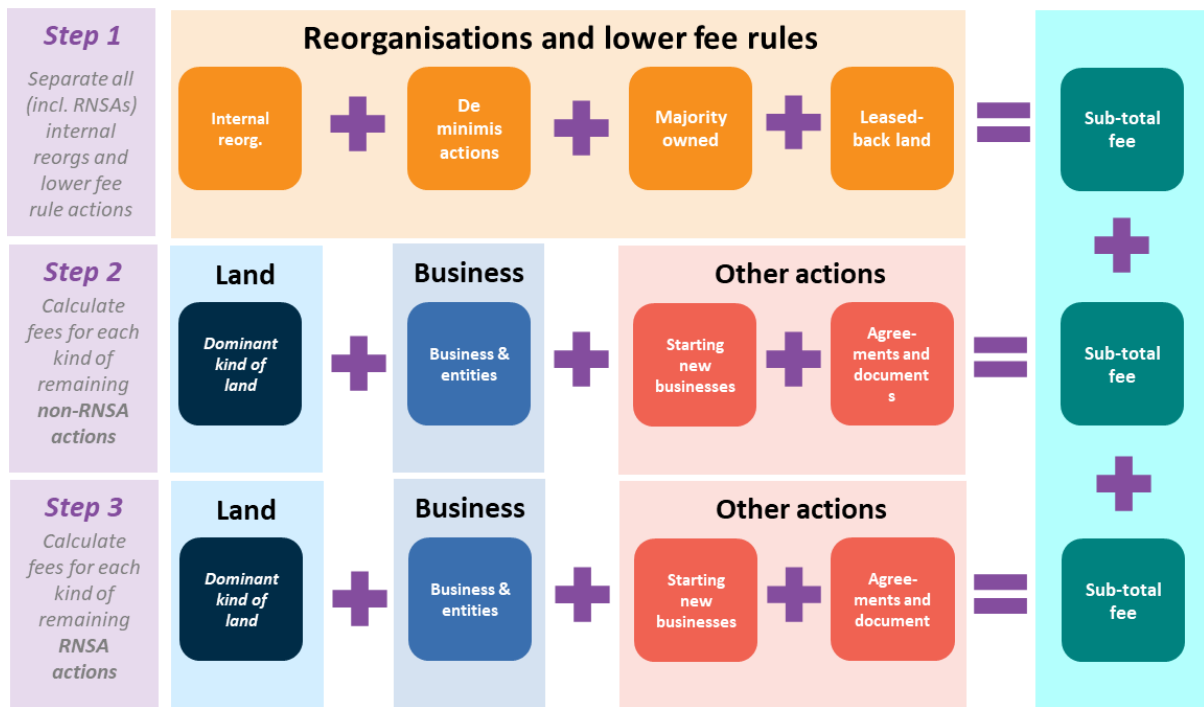 Step 1
Separate all
(incl. RNSAs)
internal
reorgs and
lower fee
rule actions
Reorganisations and lower fee rules
Internal
reorg.
De
minimis
actions
Majority
owned
Leased-
back land
Sub-total
fee
Step 2
Calculate
fees for each
kind of
remaining
non-RNSA
actions
Land
Dominant
kind of
land
Business
Business &
entities
Other actions
Starting
new
businesses
Agree-
ments and
document
s
Sub-total
fee
Step 3
Calculate
fees for each
kind of
remaining
RNSA
actions
Land
Dominant
kind of
land
Business
Business &
entities
Other actions
Starting
new
businesses
Agree-
ments and
document
Sub-total
fee